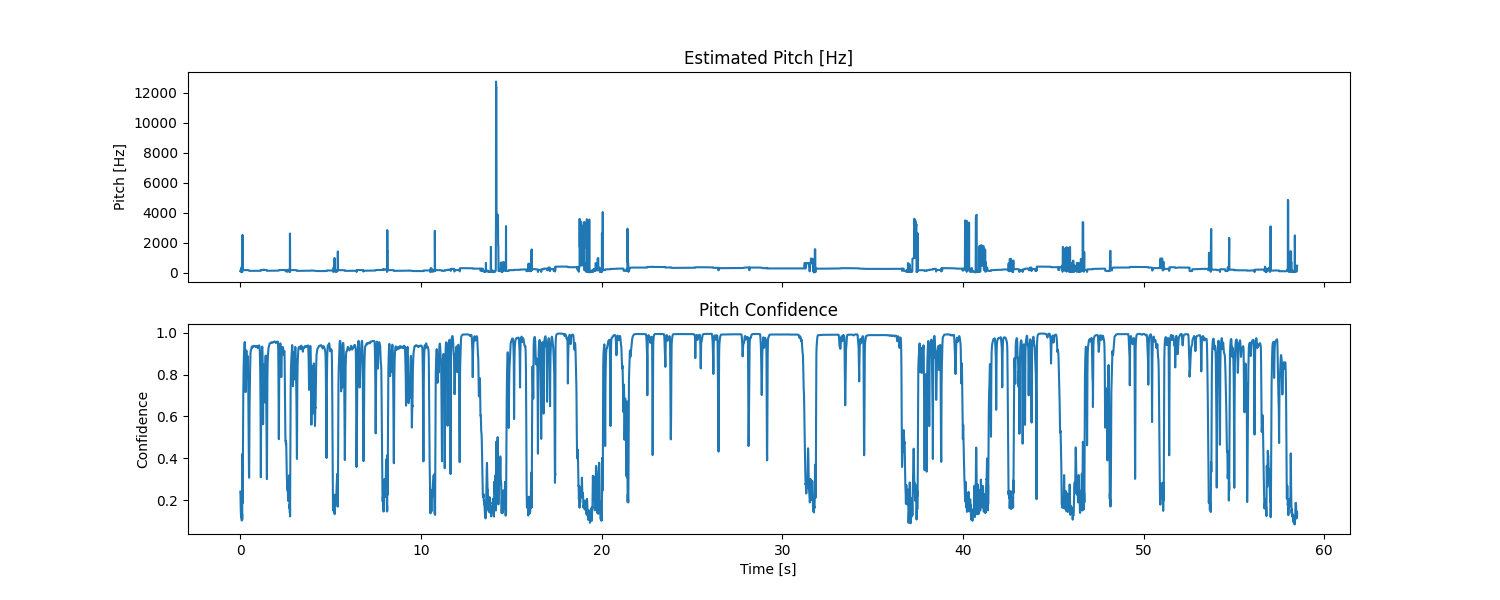 Estimated Pitch [Hz]
12000
10000
8000
6000
4000
2000
0
Pitch [Hz]
Pitch Confidence
1.0
0.8
0.6
0.4
0.2
Confidence
0 10 20 30 40 50 60
Time [s]